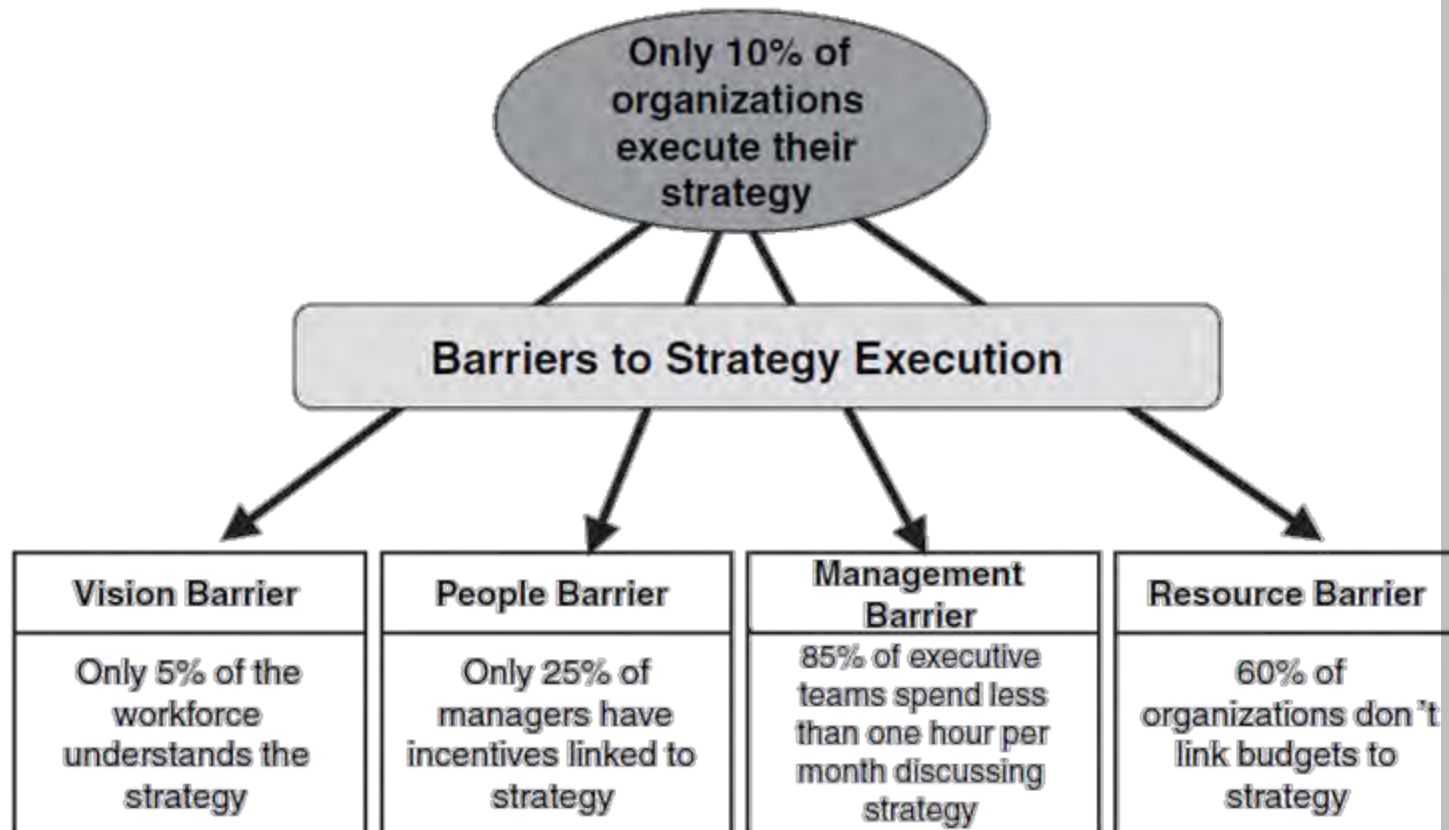 Only 10% of
organizations
execute their
strategy
Barriers to Strategy Execution
Vision Barrier
Only 5% of the
workforce
understands the
strategy
People Barrier
Only 25% of
managers have
incentives linked to
strategy
Management
Barrier
85% of executive
teams spend less
than one hour per
month discussing
strategy
Resource Barrier
60% of
organizations don't
link budgets to
strategy